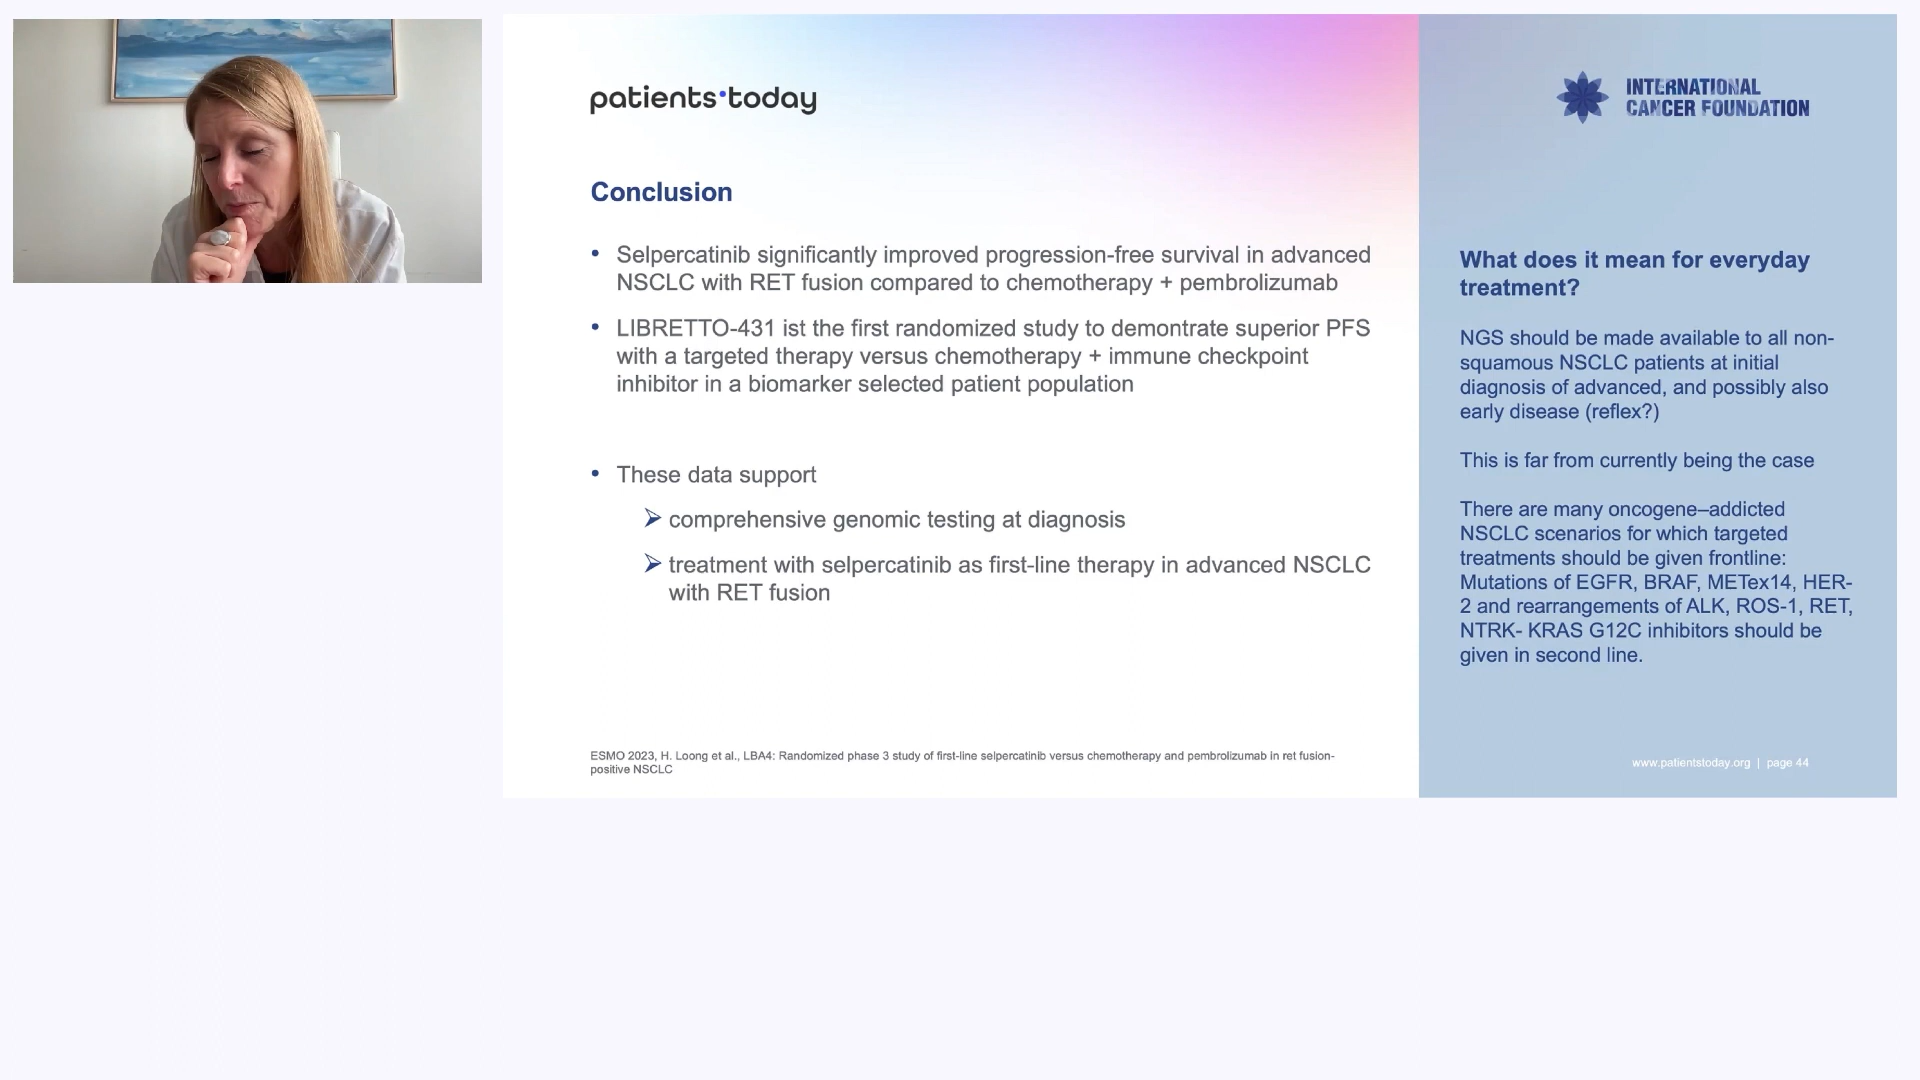 patients•today
INTERNATIONAL
CANCER FOUNDATION
Conclusion
• Selpercatinib significantly improved progression-free survival in advanced
NSCLC with RET fusion compared to chemotherapy + pembrolizumab
• LIBRETTO-431 ist the first randomized study to demontrate superior PFS
with a targeted therapy versus chemotherapy + immune checkpoint
inhibitor in a biomarker selected patient population
• These data support
➢ comprehensive genomic testing at diagnosis
➢ treatment with selpercatinib as first-line therapy in advanced NSCLC
with RET fusion
ESMO 2023, H. Loong et al., LBA4: Randomized phase 3 study of first-line selpercatinib versus chemotherapy and pembrolizumab in ret fusion-
positive NSCLC
What does it mean for everyday
treatment?
NGS should be made available to all non-
squamous NSCLC patients at initial
diagnosis of advanced, and possibly also
early disease (reflex?)
This is far from currently being the case
There are many oncogene–addicted
NSCLC scenarios for which targeted
treatments should be given frontline:
Mutations of EGFR, BRAF, METex14, HER-
2 and rearrangements of ALK, ROS-1, RET,
NTRK- KRAS G12C inhibitors should be
given in second line.
www.patientstoday.org | page 44